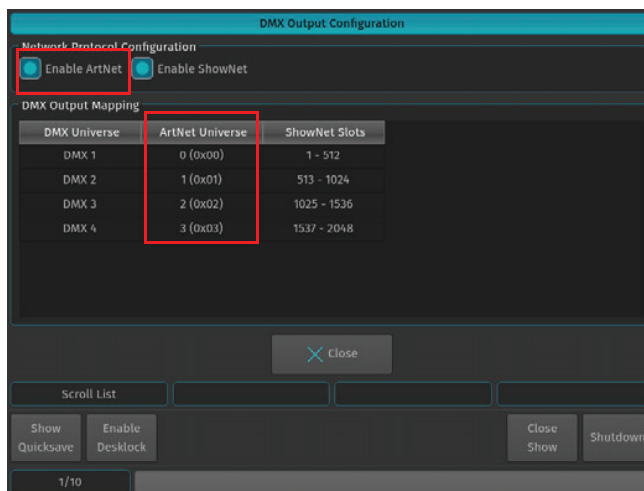 DMX Output Configuration
Network Protocol Configuration
Enable ArtNet Enable ShowNet
DMX Output Mapping
DMX Universe ArtNet Universe ShowNet Slots
DMX 1 0 (0x00) 1 - 512
DMX 2 1 (0x01) 513 - 1024
DMX 3 2 (0x02) 1025 - 1536
DMX 4 3 (0x03) 1537 - 2048
Close
Scroll List
Show Quicksave Enable Desklock Close Show Shutdown
1/10